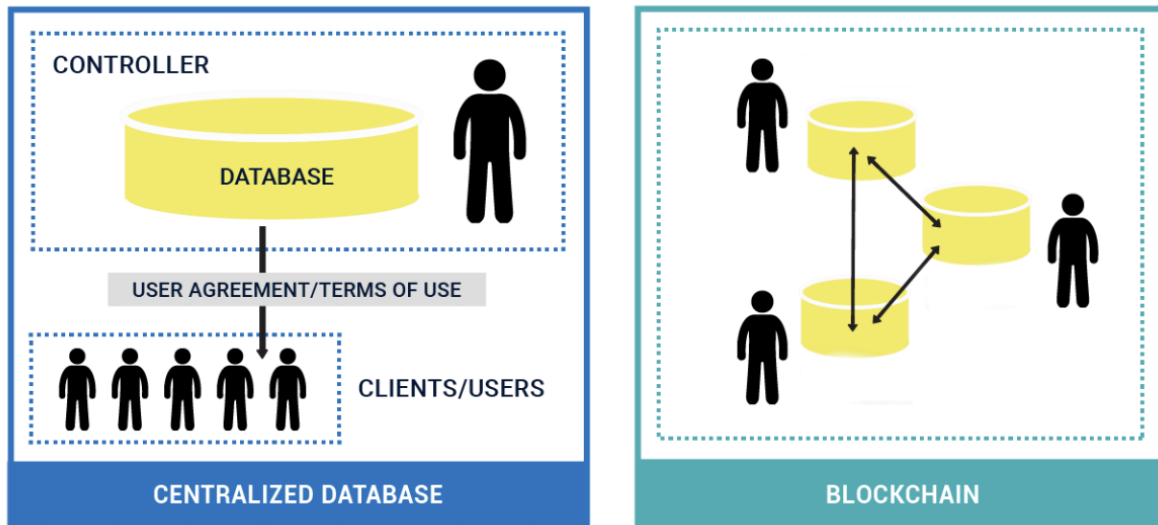 CONTROLLER
DATABASE
USER AGREEMENT/TERMS OF USE
CLIENTS/USERS
CENTRALIZED DATABASE
BLOCKCHAIN